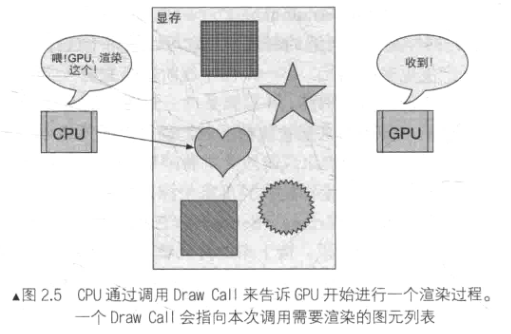 显存
喂!GPU, 渲染
这个!
收到!
CPU
GPU
▲图 2.5 CPU 通过调用 Draw Call 来告诉 GPU 开始进行一个渲染过程。
一个 Draw Call 会指向本次调用需要渲染的图元列表